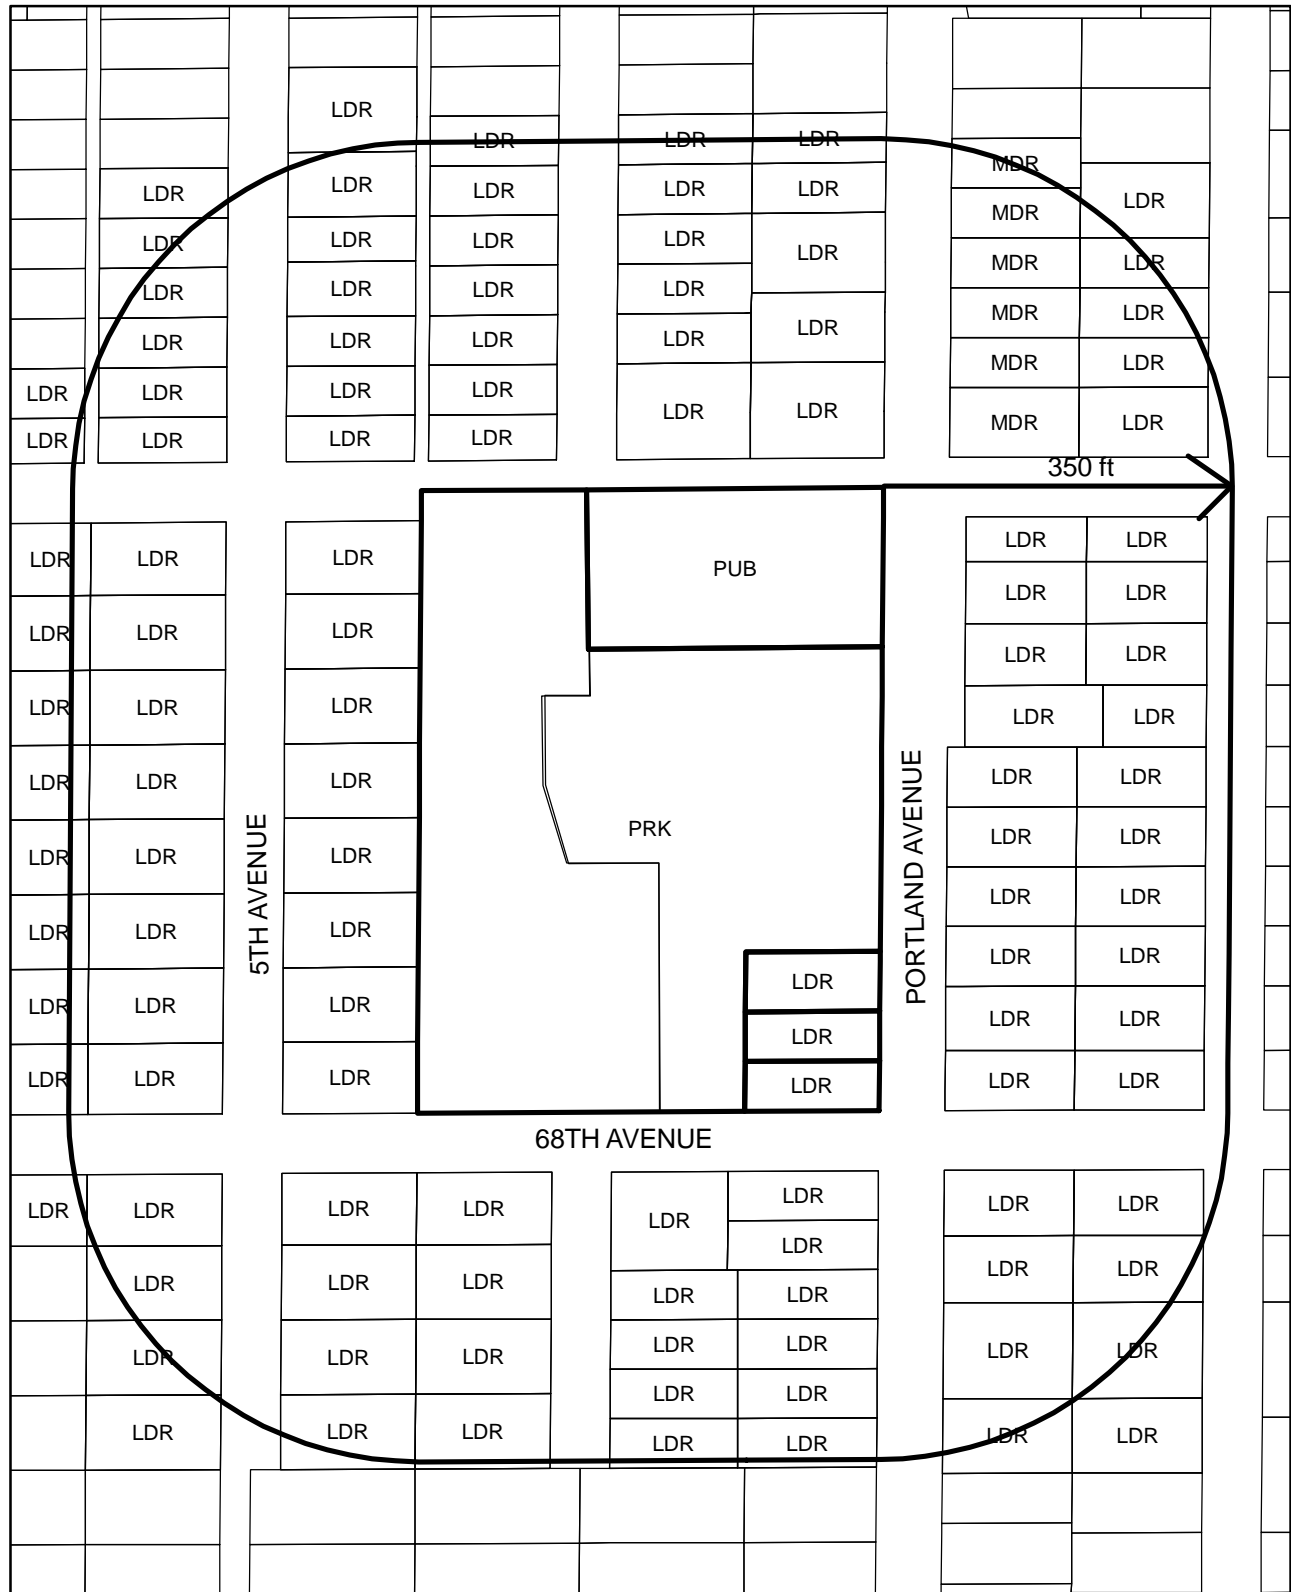 LDR
LDR LDR LDR
MDR
LDR LDR LDR LDR LDR LDR
LDR MDR
LDR LDR LDR LDR LDR
MDR LDR
LDR LDR LDR LDR
LDR LDR LDR LDR MDR LDR
LDR LDR LDR LDR LDR MDR LDR
LDR LDR LDR LDR LDR MDR LDR
LDR LDR LDR LDR
350 ft
LDR LDR
LDR LDR LDR
PUB
LDR LDR
LDR LDR LDR
LDR LDR
LDR LDR LDR
LDR LDR
LDR LDR LDR
LDR LDR
PRK
LDR LDR
LDR LDR LDR
5TH AVENUE
PORTLAND AVENUE
LDR LDR
LDR LDR LDR
LDR LDR
LDR
LDR LDR LDR
LDR LDR
LDR
LDR LDR LDR
LDR LDR
LDR
68TH AVENUE
LDR
LDR LDR
LDR LDR LDR LDR
LDR
LDR
LDR LDR
LDR LDR LDR
LDR LDR
LDR LDR
LDR LDR
LDR LDR LDR
LDR LDR
LDR LDR LDR
LDR LDR
LDR LDR